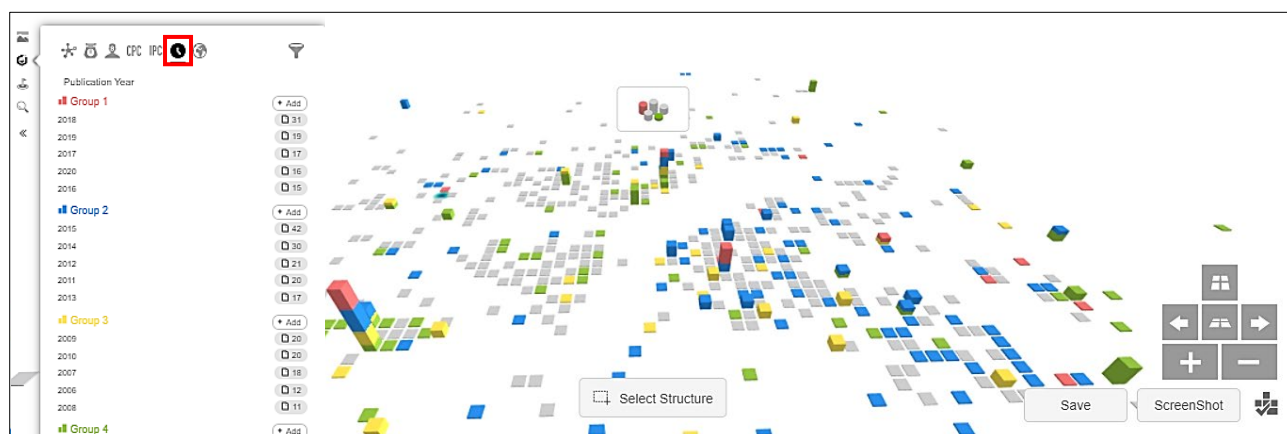 CPC IPC
Publication Year
Group 1 + Add
2018 31
2019 19
2017 17
2020 16
2016 15
Group 2 + Add
2015 42
2014 30
2012 21
2011 20
2013 17
Group 3 + Add
2009 20
2010 20
2007 18
2006 12
2008 11
Group 4 + Add
Select Structure
Save
ScreenShot